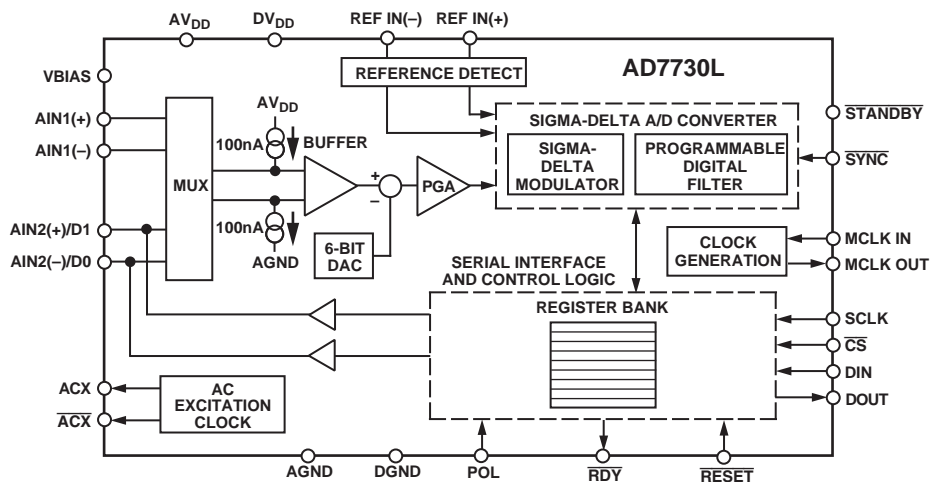 AVDD DVDD REF IN(–) REF IN(+)
REFERENCE DETECT
AD7730L
VBIAS
AIN1(+)
AIN1(–)
AIN2(+)/D1
AIN2(–)/D0
MUX
AVDD
100nA
BUFFER
100nA
AGND
+
–
6-BIT
DAC
PGA
SIGMA-DELTA A/D CONVERTER
SIGMA-
DELTA
MODULATOR
PROGRAMMABLE
DIGITAL
FILTER
STANDBY
SYNC
CLOCK
GENERATION
MCLK IN
MCLK OUT
SERIAL INTERFACE
AND CONTROL LOGIC
REGISTER BANK
SCLK
CS
DIN
DOUT
ACX
ACX
AC
EXCITATION
CLOCK
AGND DGND POL RDY RESET